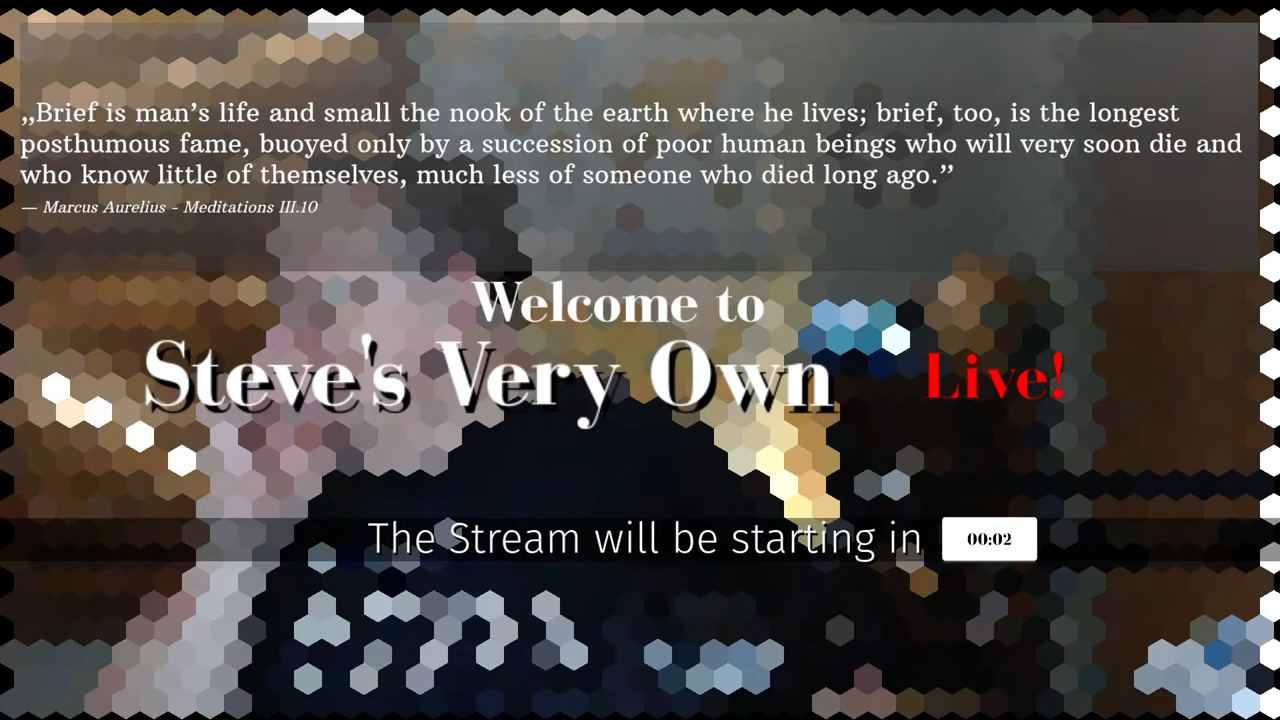 „Brief is man’s life and small the nook of the earth where he lives; brief, too, is the longest
posthumous fame, buoyed only by a succession of poor human beings who will very soon die and
who know little of themselves, much less of someone who died long ago.”
— Marcus Aurelius - Meditations III.10
Welcome to
Steve's Very Own Live!
The Stream will be starting in 00:02